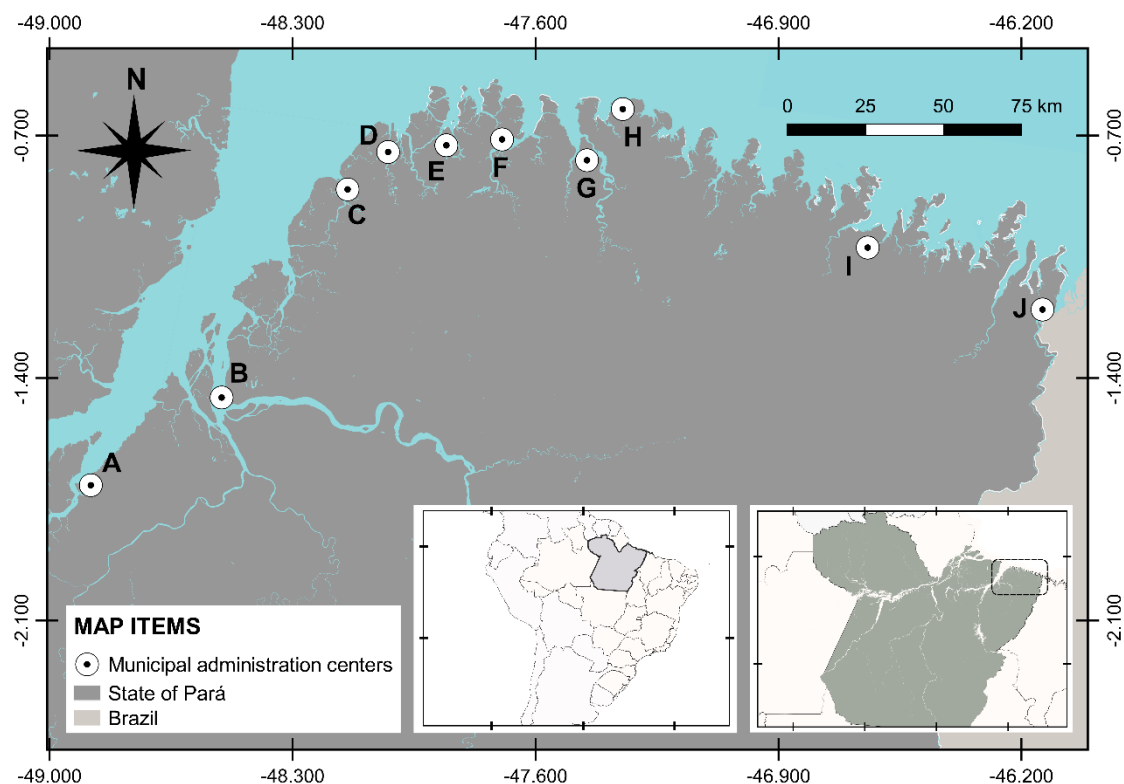 -49.000 -48.300 -47.600 -46.900 -46.200
N
0 25 50 75 km
-0.700 -0.700
D
E
F
H
G
C
I
J
-1.400 -1.400
B
A
-2.100 -2.100
MAP ITEMS
Municipal administration centers
State of Pará
Brazil
-49.000 -48.300 -47.600 -46.900 -46.200